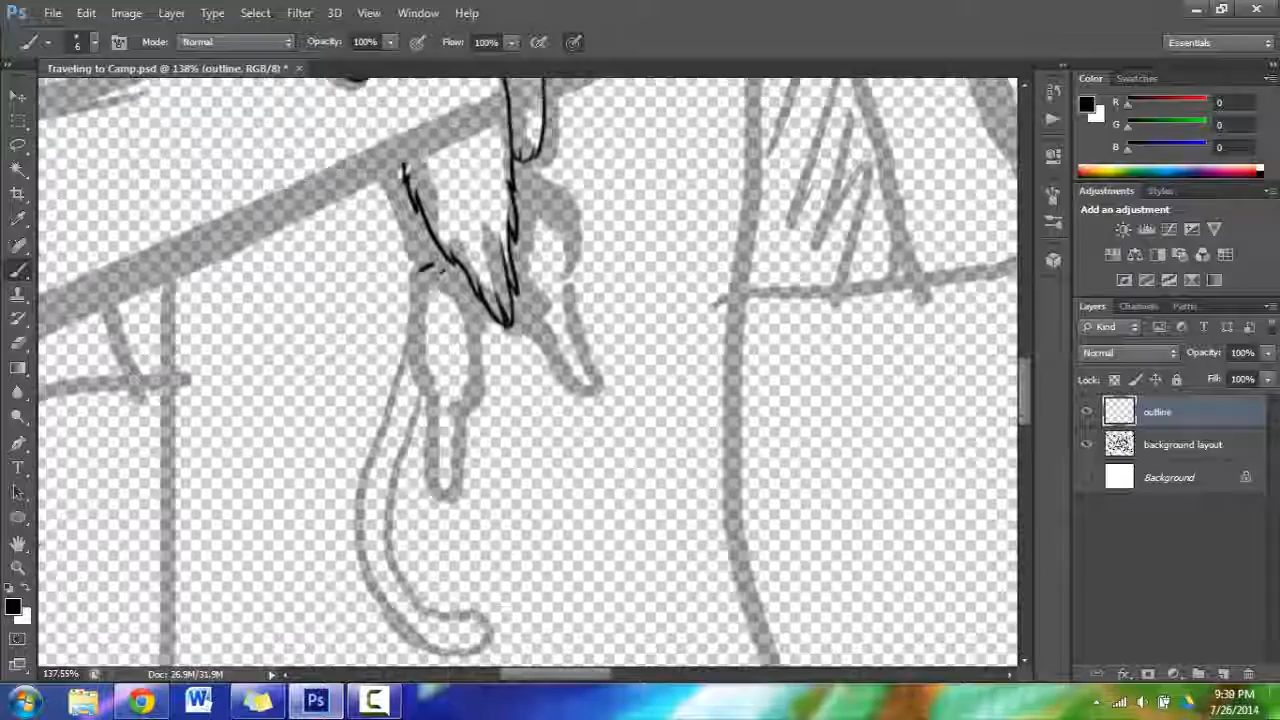 Ps File Edit Image Layer Type Select Filter 3D View Window Help
6 Mode: Normal Opacity: 100% Flow: 100% Essentials
Traveling to Camp.psd @ 138% (outline, RGB/8) * ×
Color Swatches
R 0
G 0
B 0
Adjustments Styles
Add an adjustment
Layers Channels Paths
Kind
Normal Opacity: 100%
Lock: Fill: 100%
outline
background layout
Background
137.55% Doc: 26.9M/31.9M
W Ps C
9:39 PM
7/26/2014